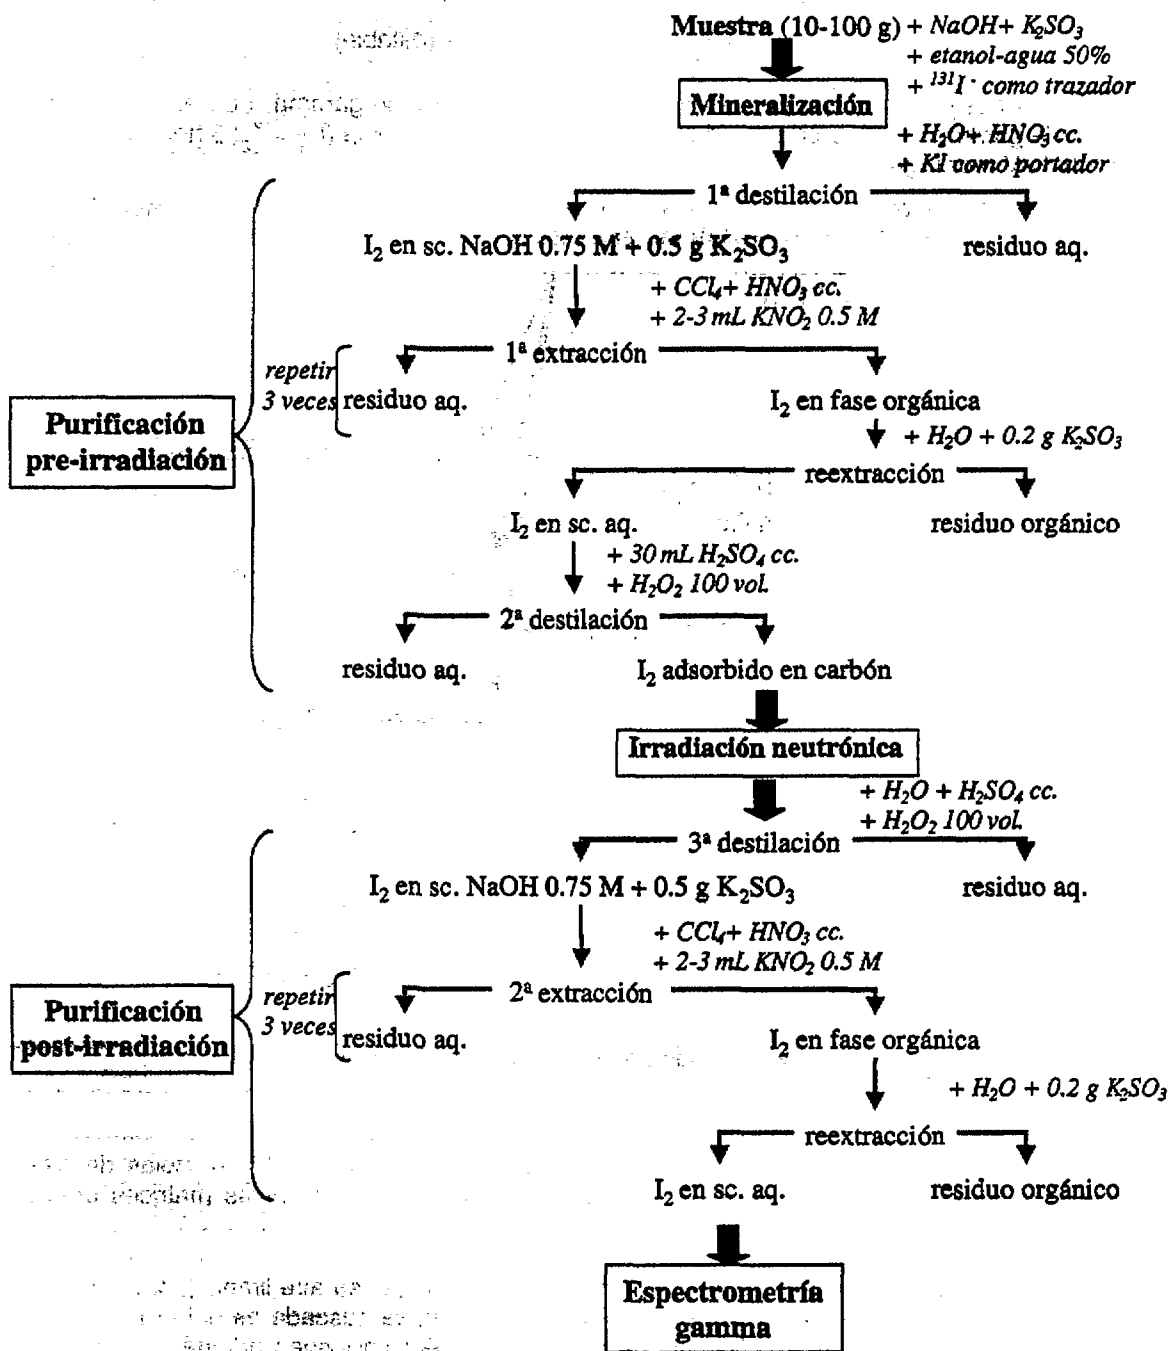 Muestra (10-100 g) + NaOH+ K₂SO₃
+ etanol-agua 50%
+ ¹³¹I⁻ como trazador
Mineralización
+ H₂O+ HNO₃ cc.
+ KI como portador
1ª destilación
I₂ en sc. NaOH 0.75 M + 0.5 g K₂SO₃
residuo aq.
+ CCl₄+ HNO₃ cc.
+ 2-3 mL KNO₂ 0.5 M
1ª extracción
repetir
3 veces
residuo aq.
I₂ en fase orgánica
Purificación
pre-irradiación
+ H₂O + 0.2 g K₂SO₃
reextracción
I₂ en sc. aq.
residuo orgánico
+ 30 mL H₂SO₄ cc.
+ H₂O₂ 100 vol.
2ª destilación
residuo aq.
I₂ adsorbido en carbón
Irradiación neutrónica
+ H₂O + H₂SO₄ cc.
+ H₂O₂ 100 vol.
3ª destilación
I₂ en sc. NaOH 0.75 M + 0.5 g K₂SO₃
residuo aq.
+ CCl₄+ HNO₃ cc.
+ 2-3 mL KNO₂ 0.5 M
2ª extracción
repetir
3 veces
residuo aq.
I₂ en fase orgánica
Purificación
post-irradiación
+ H₂O + 0.2 g K₂SO₃
reextracción
I₂ en sc. aq.
residuo orgánico
Espectrometría
gamma